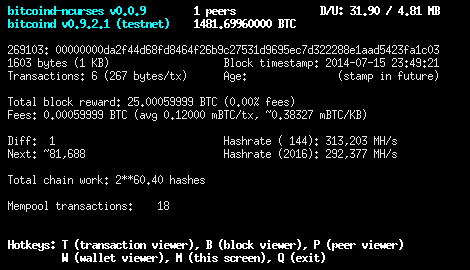 bitcoind-ncurses v0.0.9 1 peers D/U: 31.90 / 4.81 MB
bitcoind v0.9.2.1 (testnet) 1481.69960000 BTC
269103: 00000000da2f44d68fd8464f26b9c27531d9695ec7d322288e1aad5423fa1c03
1603 bytes (1 KB) Block timestamp: 2014-07-15 23:49:21
Transactions: 6 (267 bytes/tx) Age: (stamp in future)
Total block reward: 25.00059999 BTC (0.00% fees)
Fees: 0.00059999 BTC (avg 0.12000 mBTC/tx, ~0.38327 mBTC/KB)
Diff: 1 Hashrate ( 144): 313,203 MH/s
Next: ~81,688 Hashrate (2016): 292,377 MH/s
Total chain work: 2**60.40 hashes
Mempool transactions: 18
Hotkeys: T (transaction viewer), B (block viewer), P (peer viewer)
W (wallet viewer), M (this screen), Q (exit)